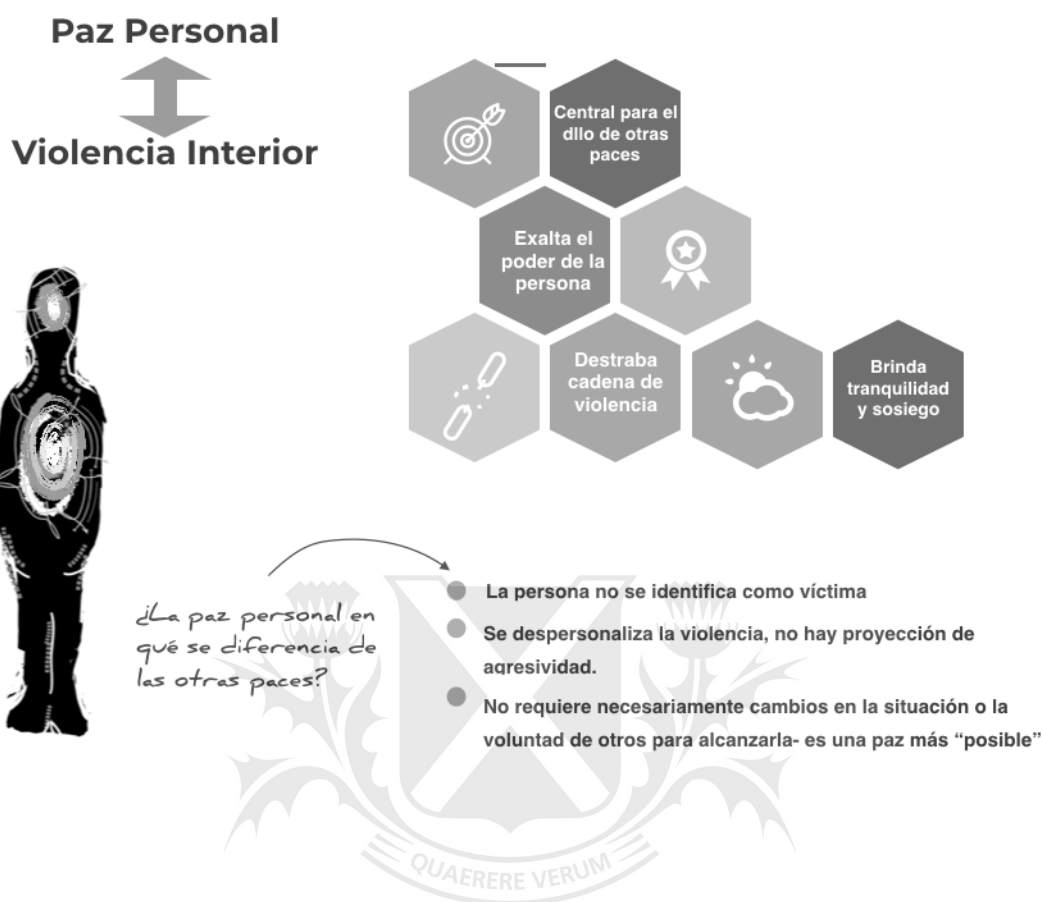 Paz Personal
Violencia Interior
Central para el
dllo de otras
paces
Exalta el
poder de la
persona
Destraba
cadena de
violencia
Brinda
tranquilidad
y sosiego
¿La paz personal en
qué se diferencia de
las otras paces?
La persona no se identifica como víctima
Se despersonaliza la violencia, no hay proyección de
agresividad.
No requiere necesariamente cambios en la situación o la
voluntad de otros para alcanzarla- es una paz más “posible”
QUAERERE VERUM